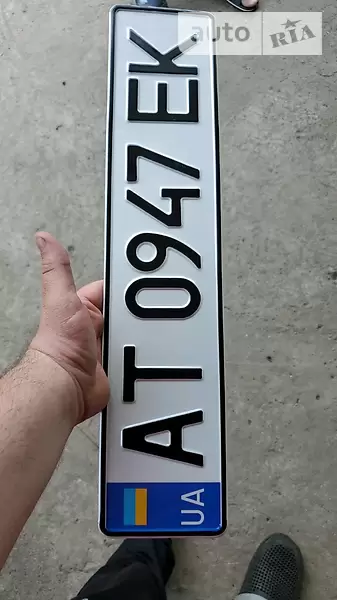 auto RIA
AT 0947 EK
UA